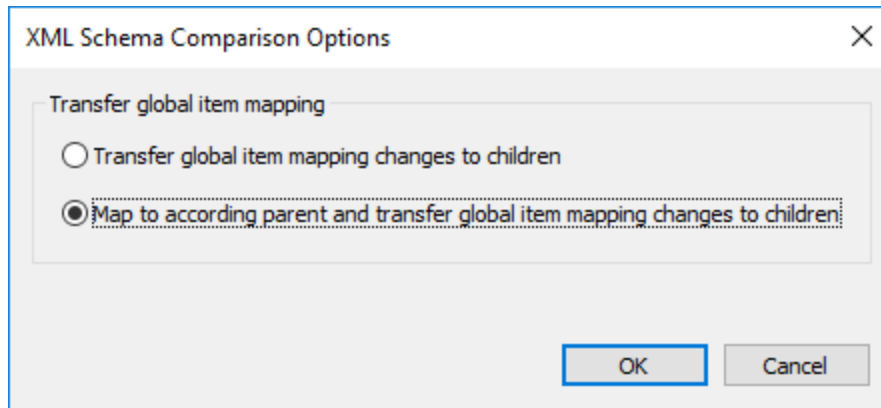 XML Schema Comparison Options
Transfer global item mapping
Transfer global item mapping changes to children
Map to according parent and transfer global item mapping changes to children
OK Cancel